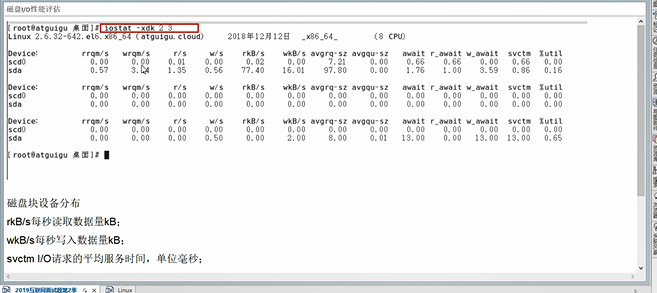 磁盘I/O性能评估
[root@atguigu 桌面]# iostat -xdk 2 3
Linux 2.6.32-642.el6.x86_64 (atguigu.cloud) 2018年12月12日 _x86_64_ (8 CPU)
Device: rrqm/s wrqm/s r/s w/s rkB/s wkB/s avgrq-sz avgqu-sz await r_await w_await svctm %util
scd0 0.00 0.00 0.01 0.00 0.02 0.00 7.21 0.00 0.66 0.66 0.00 0.66 0.00
sda 0.57 1.35 0.56 77.40 16.01 97.80 0.00 1.76 1.00 3.59 0.86 0.16
Device: rrqm/s wrqm/s r/s w/s rkB/s wkB/s avgrq-sz avgqu-sz await r_await w_await svctm %util
scd0 0.00 0.00 0.00 0.00 0.00 0.00 0.00 0.00 0.00 0.00 0.00 0.00 0.00
sda 0.00 0.00 0.00 0.00 0.00 0.00 0.00 0.00 0.00 0.00 0.00 0.00 0.00
Device: rrqm/s wrqm/s r/s w/s rkB/s wkB/s avgrq-sz avgqu-sz await r_await w_await svctm %util
scd0 0.00 0.00 0.00 0.00 0.00 0.00 0.00 0.00 0.00 0.00 0.00 0.00 0.00
sda 0.00 0.00 0.00 0.50 0.00 2.00 8.00 0.01 13.00 0.00 13.00 13.00 0.65
[root@atguigu 桌面]#
磁盘块设备分布
rkB/s每秒读取数据量kB；
wkB/s每秒写入数据量kB；
svctm I/O请求的平均服务时间，单位毫秒；
2019互联网面试题第2季 Linux